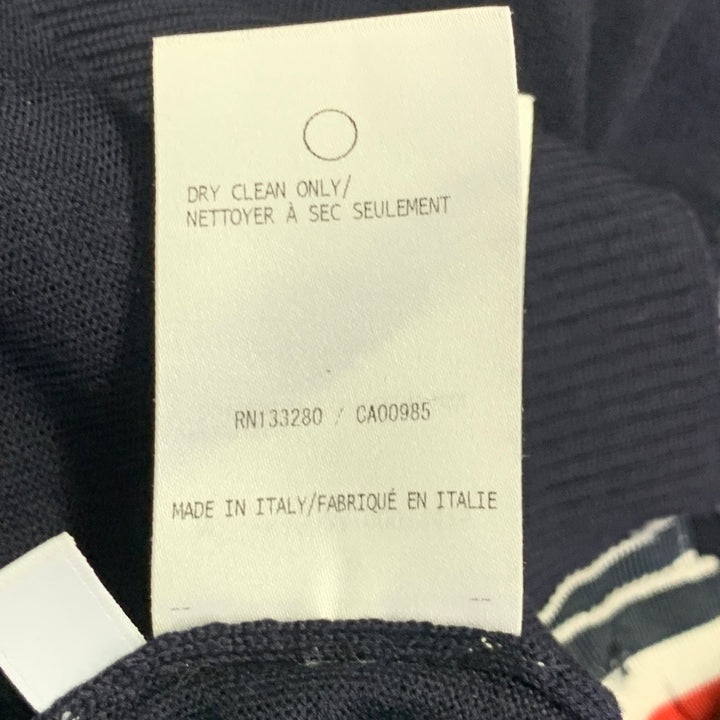 DRY CLEAN ONLY/
NETTOYER À SEC SEULEMENT
RN133280 / CA00985
MADE IN ITALY/FABRIQUÉ EN ITALIE